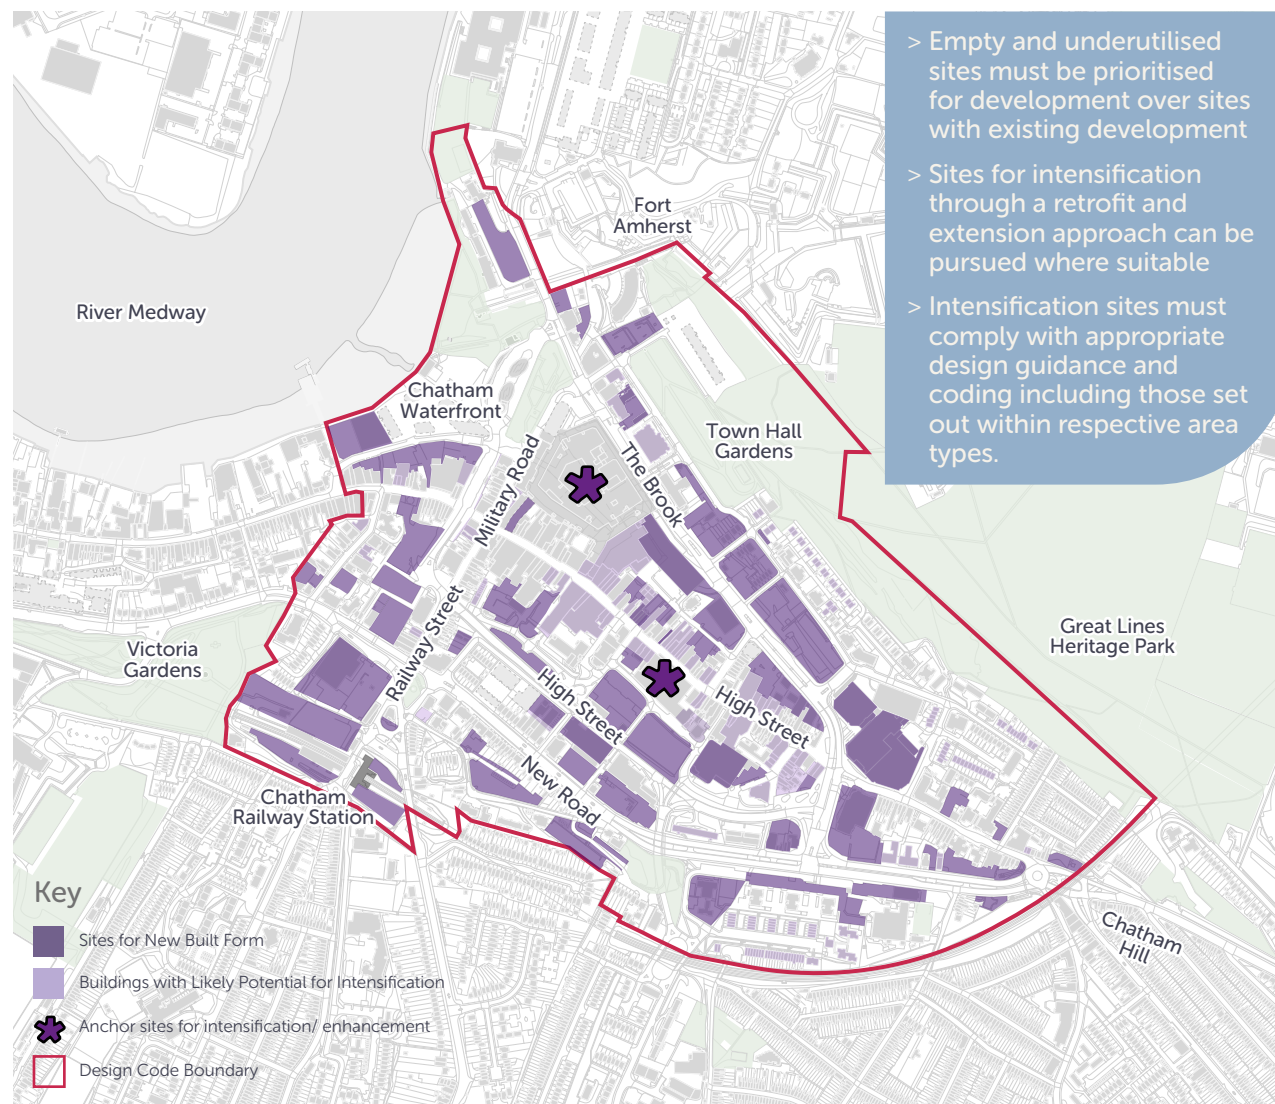 > Empty and underutilised
sites must be prioritised
for development over sites
with existing development
> Sites for intensification
through a retrofit and
extension approach can be
pursued where suitable
> Intensification sites must
comply with appropriate
design guidance and
coding including those set
out within respective area
types.
Fort
Amherst
River Medway
Chatham
Waterfront
Military Road
The Brook
Town Hall
Gardens
Victoria
Gardens
Railway Street
High Street
High Street
Great Lines
Heritage Park
New Road
Chatham
Railway Station
Chatham
Hill
Key
Sites for New Built Form
Buildings with Likely Potential for Intensification
Anchor sites for intensification/ enhancement
Design Code Boundary